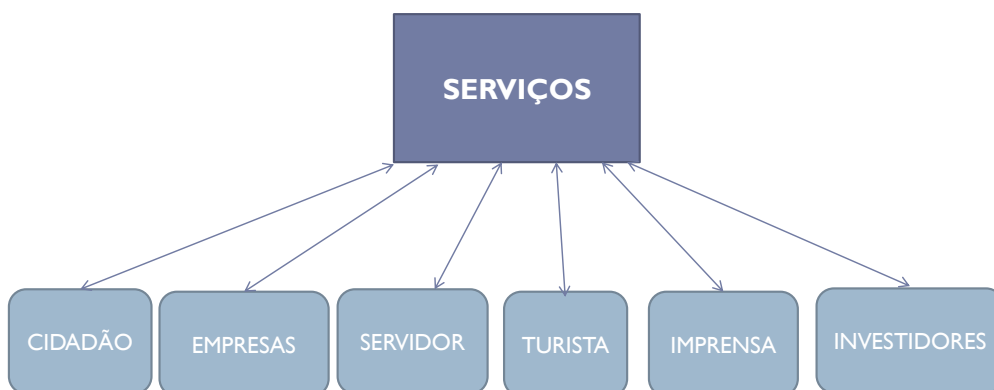 SERVIÇOS
CIDADÃO
EMPRESAS
SERVIDOR
TURISTA
IMPRENSA
INVESTIDORES